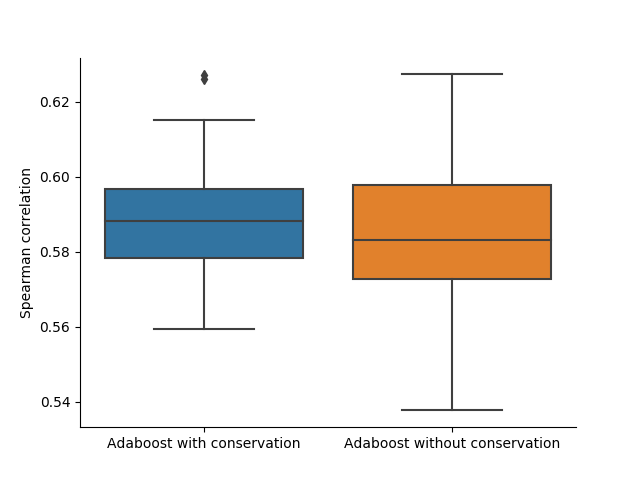 Spearman correlation
0.62
0.60
0.58
0.56
0.54
Adaboost with conservation
Adaboost without conservation